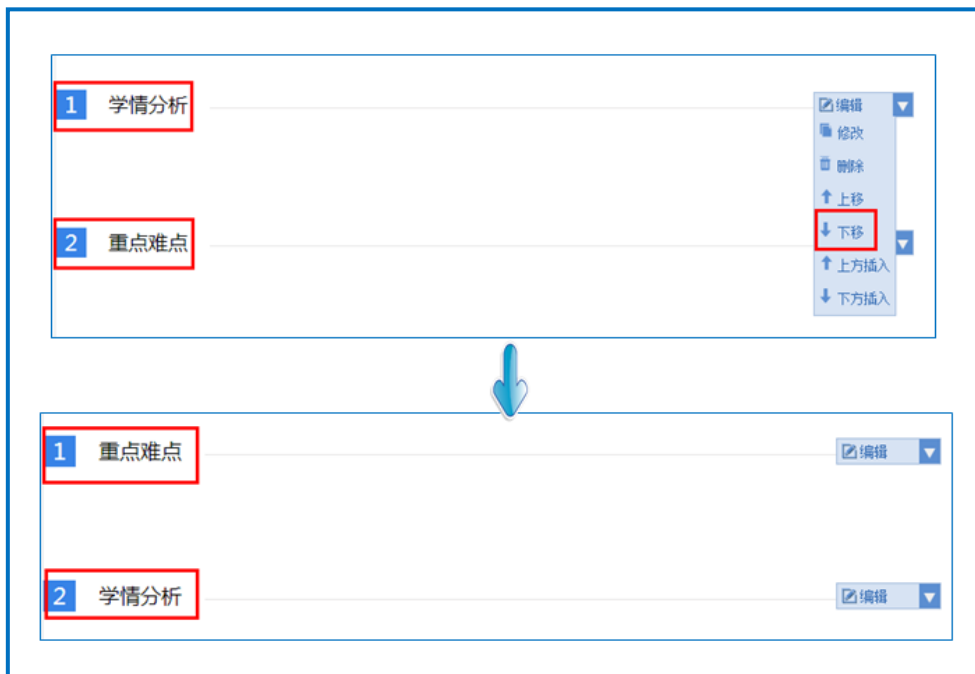 1 学情分析
编辑
修改
删除
上移
下移
2 重点难点
上方插入
下方插入
1 重点难点
编辑
2 学情分析
编辑